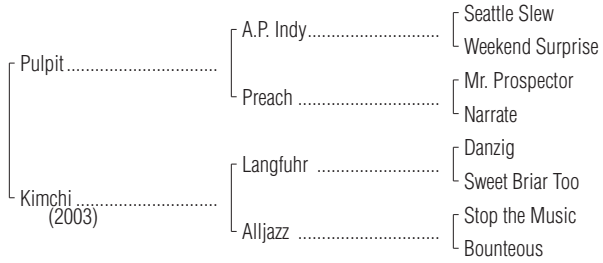 Seattle Slew
A.P. Indy
Weekend Surprise
Pulpit
Mr. Prospector
Preach
Narrate
Danzig
Langfuhr
Sweet Briar Too
Kimchi
(2003)
Stop the Music
Alljazz
Bounteous